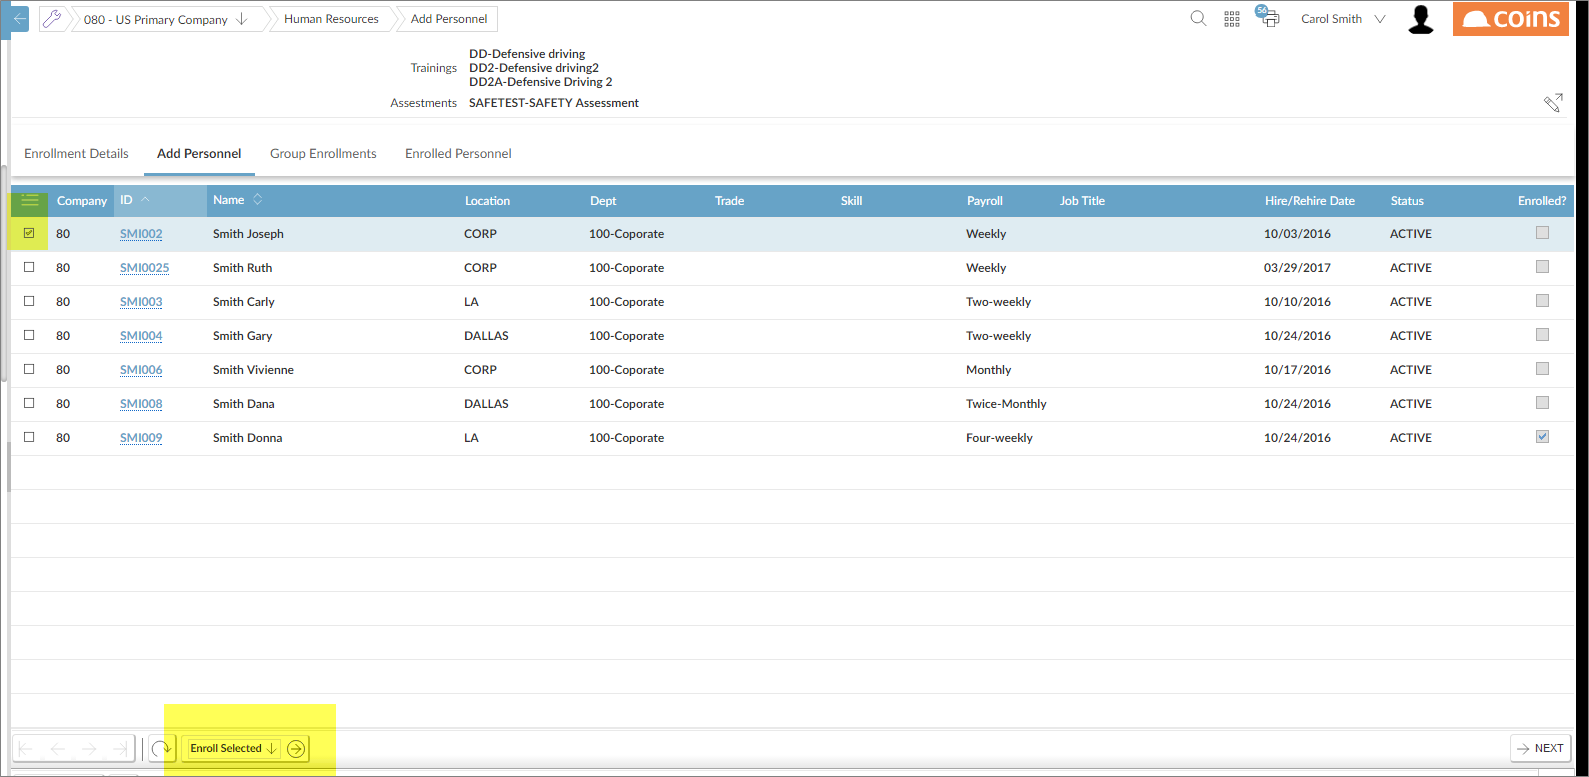 080 - US Primary Company
Human Resources
Add Personnel
56
Carol Smith
coins
Trainings
DD-Defensive driving
DD2-Defensive driving2
DD2A-Defensive Driving 2
Assestments SAFETEST-SAFETY Assessment
Enrollment Details Add Personnel Group Enrollments Enrolled Personnel
Company ID Name Location Dept Trade Skill Payroll Job Title Hire/Rehire Date Status Enrolled?
80 SMI002 Smith Joseph CORP 100-Coporate Weekly 10/03/2016 ACTIVE
80 SMI0025 Smith Ruth CORP 100-Coporate Weekly 03/29/2017 ACTIVE
80 SMI003 Smith Carly LA 100-Coporate Two-weekly 10/10/2016 ACTIVE
80 SMI004 Smith Gary DALLAS 100-Coporate Two-weekly 10/24/2016 ACTIVE
80 SMI006 Smith Vivienne CORP 100-Coporate Monthly 10/17/2016 ACTIVE
80 SMI008 Smith Dana DALLAS 100-Coporate Twice-Monthly 10/24/2016 ACTIVE
80 SMI009 Smith Donna LA 100-Coporate Four-weekly 10/24/2016 ACTIVE
Enroll Selected
NEXT